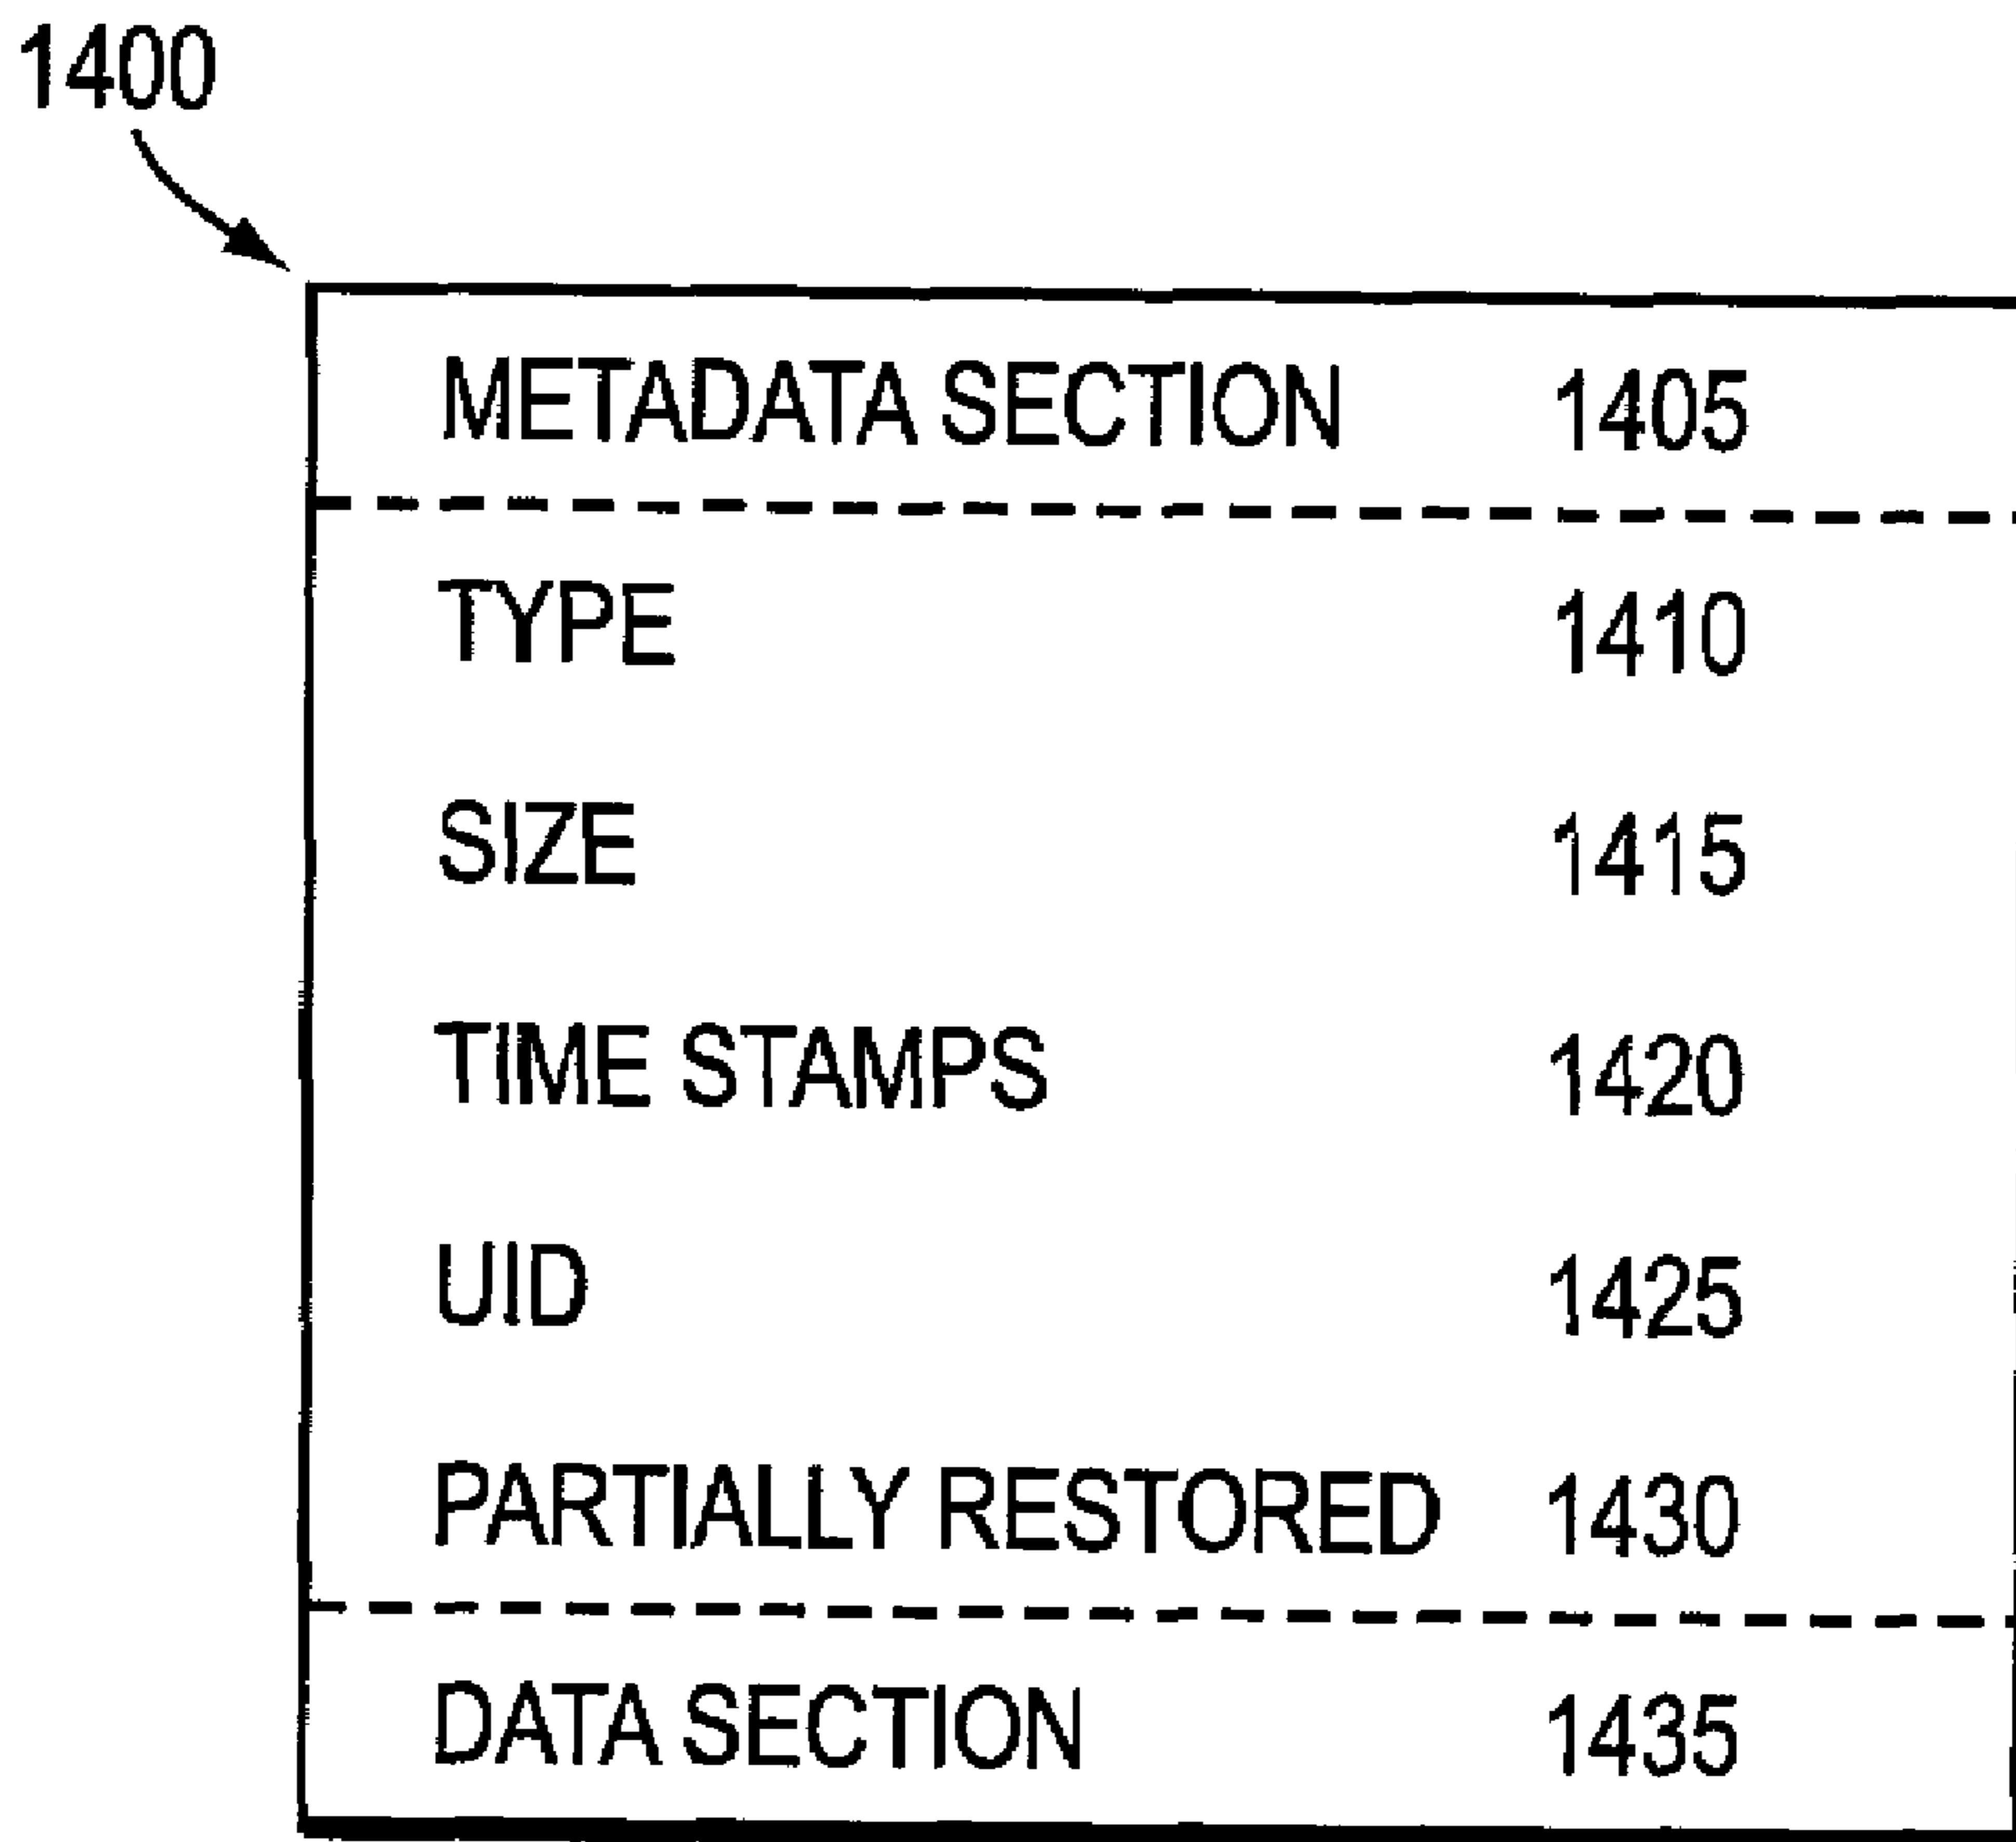 1400
METADATA SECTION 1405
TYPE 1410
SIZE 1415
TIME STAMPS 1420
UID 1425
PARTIALLY RESTORED 1430
DATA SECTION 1435